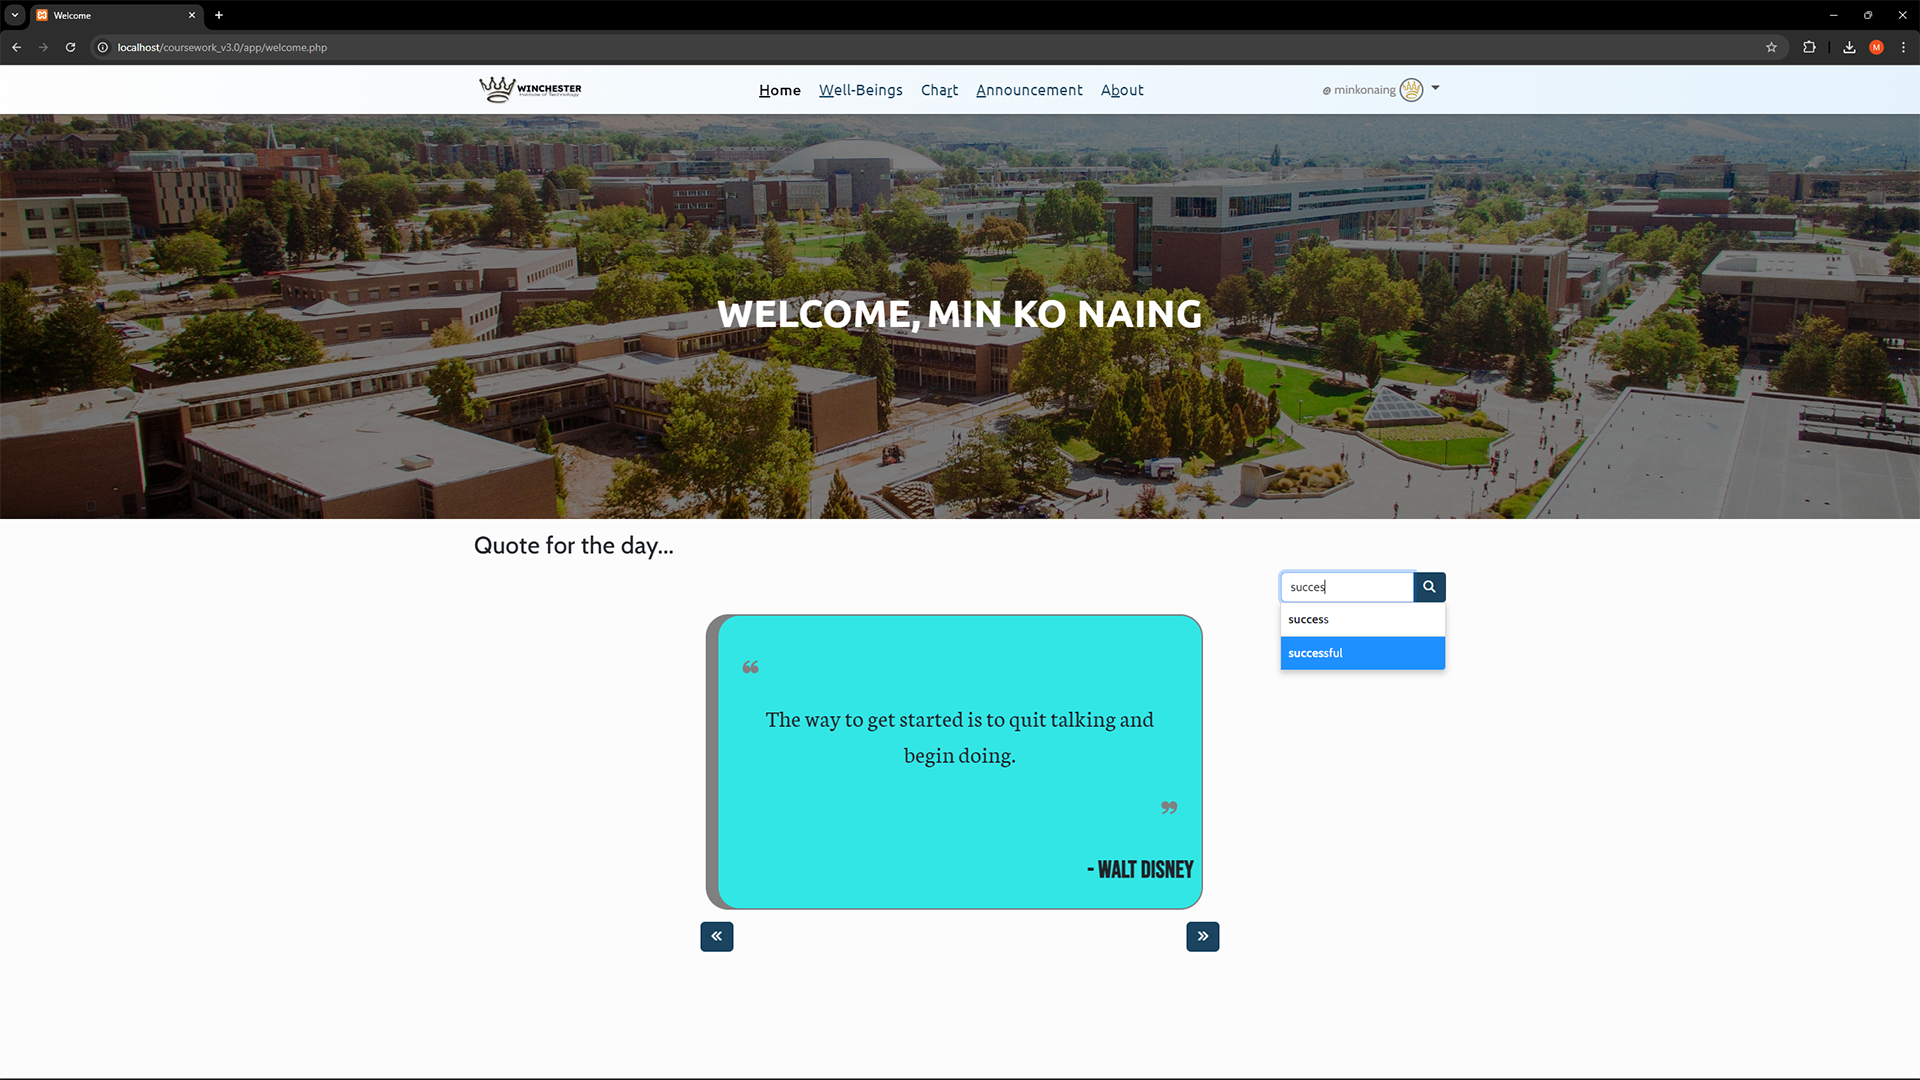 Welcome
localhost/coursework_v3.0/app/welcome.php
M
WINCHESTER
Institute of Technology
Home Well-Beings Chart Announcement About
@ minkonaing
WELCOME, MIN KO NAING
Quote for the day...
succes
success
successful
“
The way to get started is to quit talking and
begin doing.
”
- WALT DISNEY